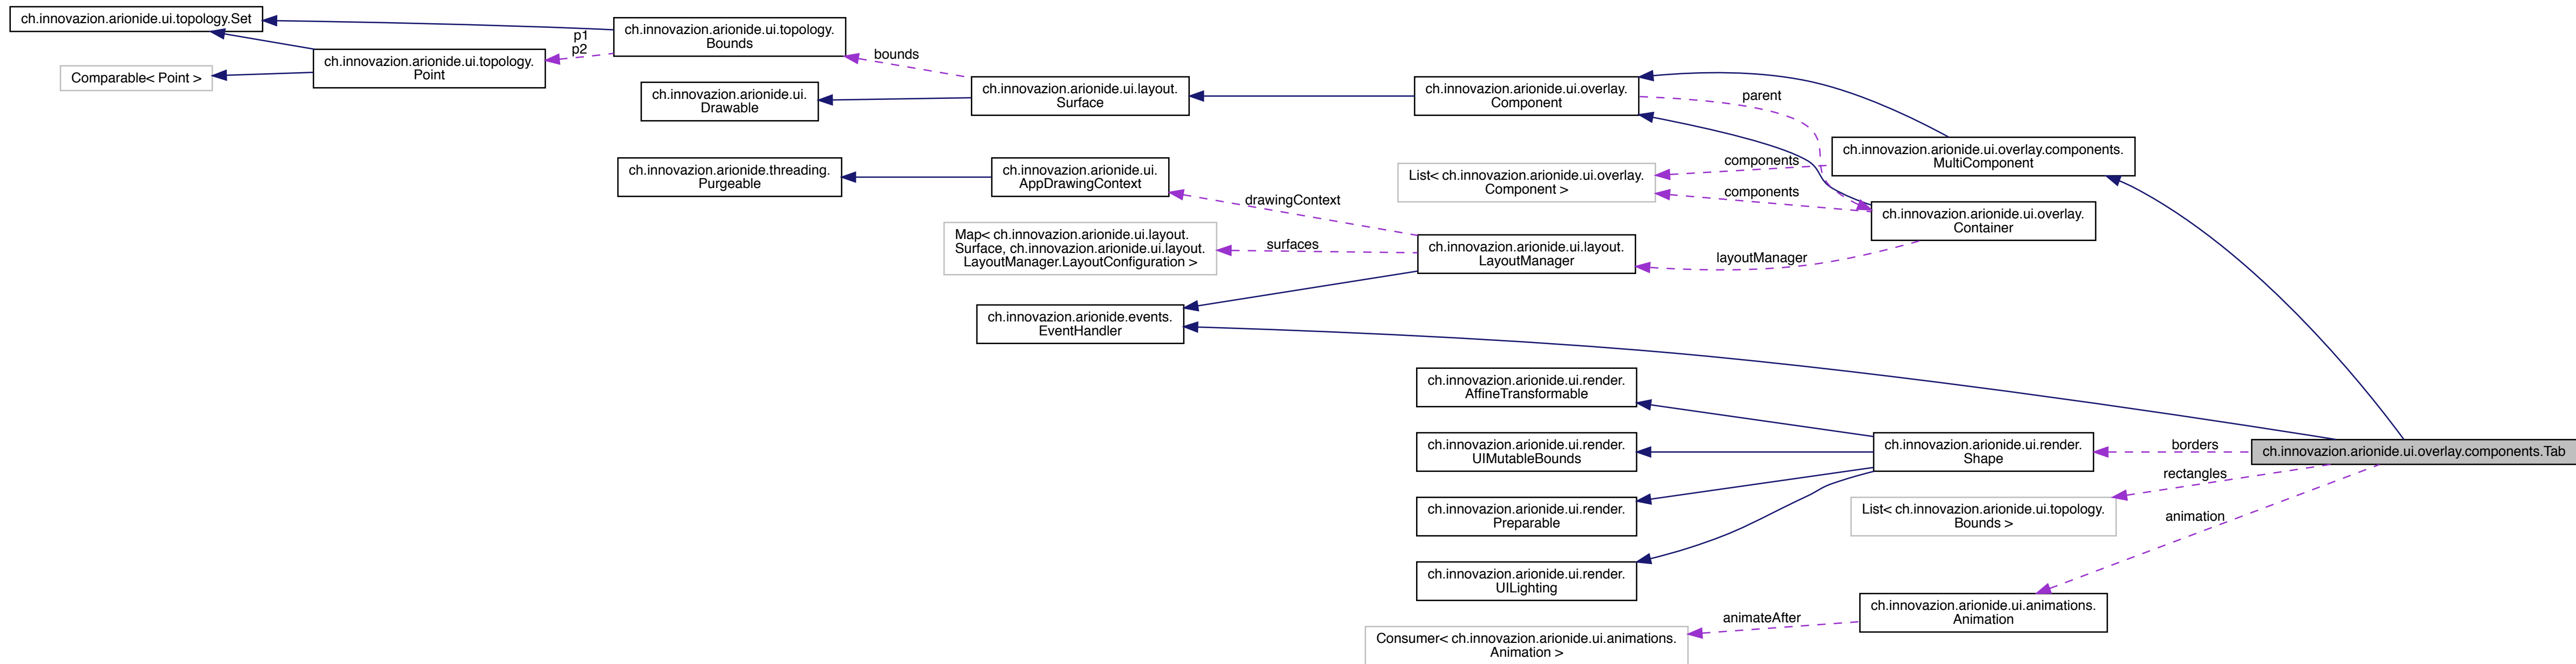 ch.innovazion.arionide.ui.topology.Set
ch.innovazion.arionide.ui.topology.
Bounds
p1
p2
ch.innovazion.arionide.ui.topology.
Point
Comparable< Point >
bounds
ch.innovazion.arionide.ui.
Drawable
ch.innovazion.arionide.ui.layout.
Surface
ch.innovazion.arionide.ui.overlay.
Component
parent
ch.innovazion.arionide.ui.overlay.components.
MultiComponent
ch.innovazion.arionide.threading.
Purgeable
ch.innovazion.arionide.ui.
AppDrawingContext
List< ch.innovazion.arionide.ui.overlay.
Component >
components
components
drawingContext
ch.innovazion.arionide.ui.overlay.
Container
Map< ch.innovazion.arionide.ui.layout.
Surface, ch.innovazion.arionide.ui.layout.
LayoutManager.LayoutConfiguration >
surfaces
ch.innovazion.arionide.ui.layout.
LayoutManager
layoutManager
ch.innovazion.arionide.events.
EventHandler
ch.innovazion.arionide.ui.render.
AffineTransformable
ch.innovazion.arionide.ui.render.
UIMutableBounds
ch.innovazion.arionide.ui.render.
Shape
borders
ch.innovazion.arionide.ui.overlay.components.Tab
rectangles
ch.innovazion.arionide.ui.render.
Preparable
List< ch.innovazion.arionide.ui.topology.
Bounds >
animation
ch.innovazion.arionide.ui.render.
UILighting
ch.innovazion.arionide.ui.animations.
Animation
animateAfter
Consumer< ch.innovazion.arionide.ui.animations.
Animation >